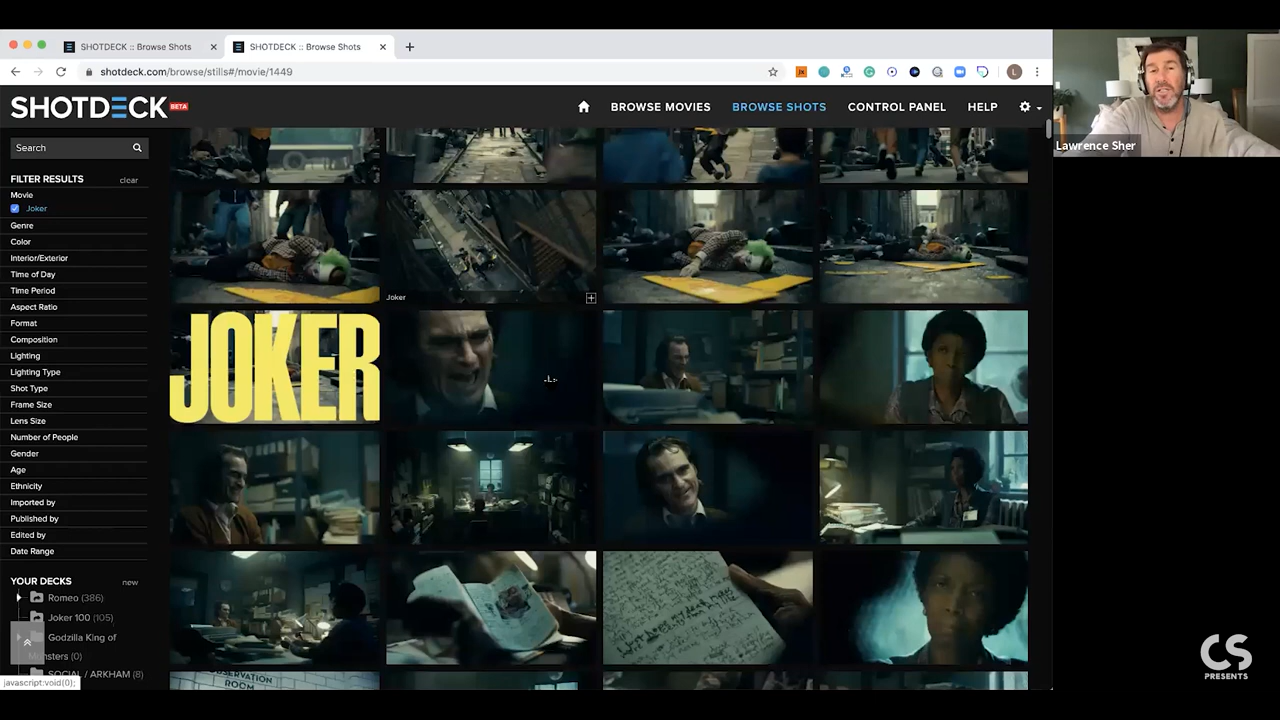 SHOTDECK :: Browse Shots
SHOTDECK :: Browse Shots
shotdeck.com/browse/stills#/movie/1449
L
SHOTDECK BETA
BROWSE MOVIES BROWSE SHOTS CONTROL PANEL HELP
Lawrence Sher
Search
FILTER RESULTS clear
Movie
Joker
Genre
Color
Interior/Exterior
Time of Day
Time Period
Aspect Ratio
Format
Composition
Lighting
Lighting Type
Shot Type
Frame Size
Lens Size
Number of People
Gender
Age
Ethnicity
Imported by
Published by
Edited by
Date Range
YOUR DECKS new
Romeo (386)
Joker 100 (105)
Godzilla King of
Monsters (0)
SOCIAL / ARKHAM (8)
javascript:void(0);
Joker
JOKER
OBSERVATION
ROOM
CS
PRESENTS